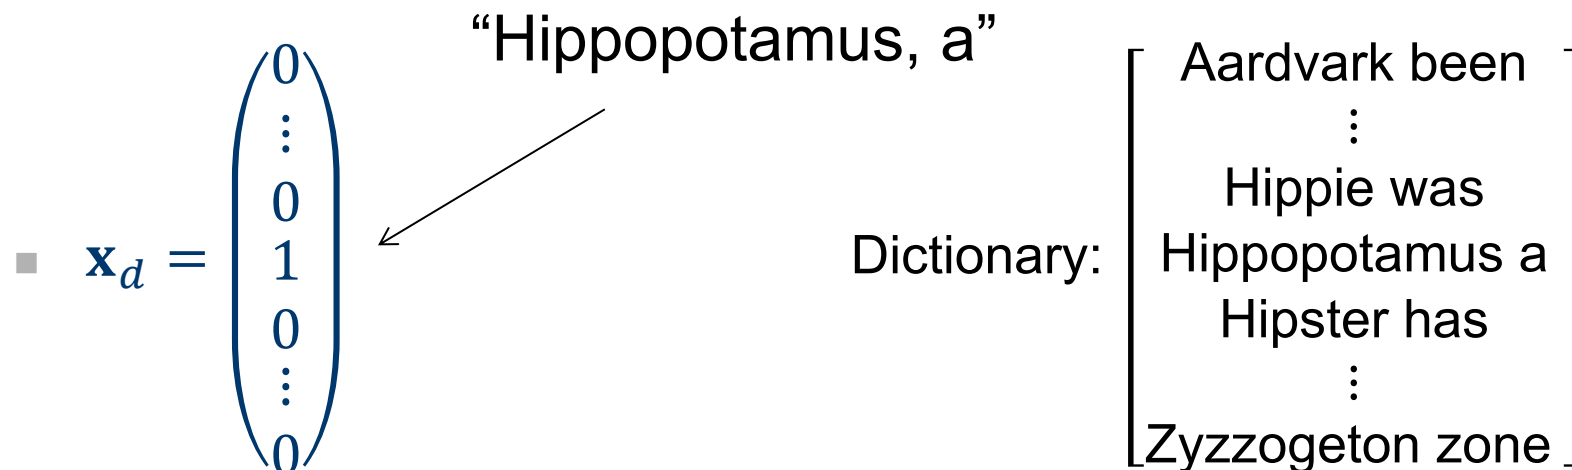 “Hippopotamus, a”
x_d =
0
⋮
0
1
0
⋮
0
Dictionary:
Aardvark been
⋮
Hippie was
Hippopotamus a
Hipster has
⋮
Zyzzogeton zone